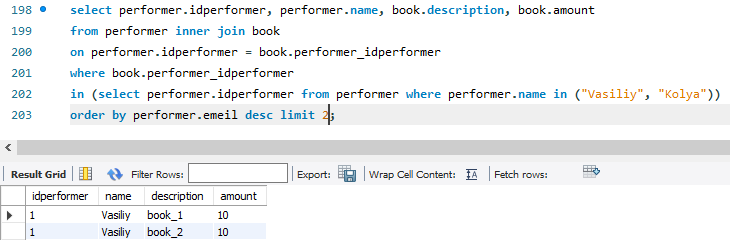 198 select performer.idperformer, performer.name, book.description, book.amount
199 from performer inner join book
200 on performer.idperformer = book.performer_idperformer
201 where book.performer_idperformer
202 in (select performer.idperformer from performer where performer.name in ("Vasiliy", "Kolya"))
203 order by performer.emeil desc limit 2;
Result Grid Filter Rows: Export: Wrap Cell Content: Fetch rows:
idperformer name description amount
1 Vasiliy book_1 10
1 Vasiliy book_2 10